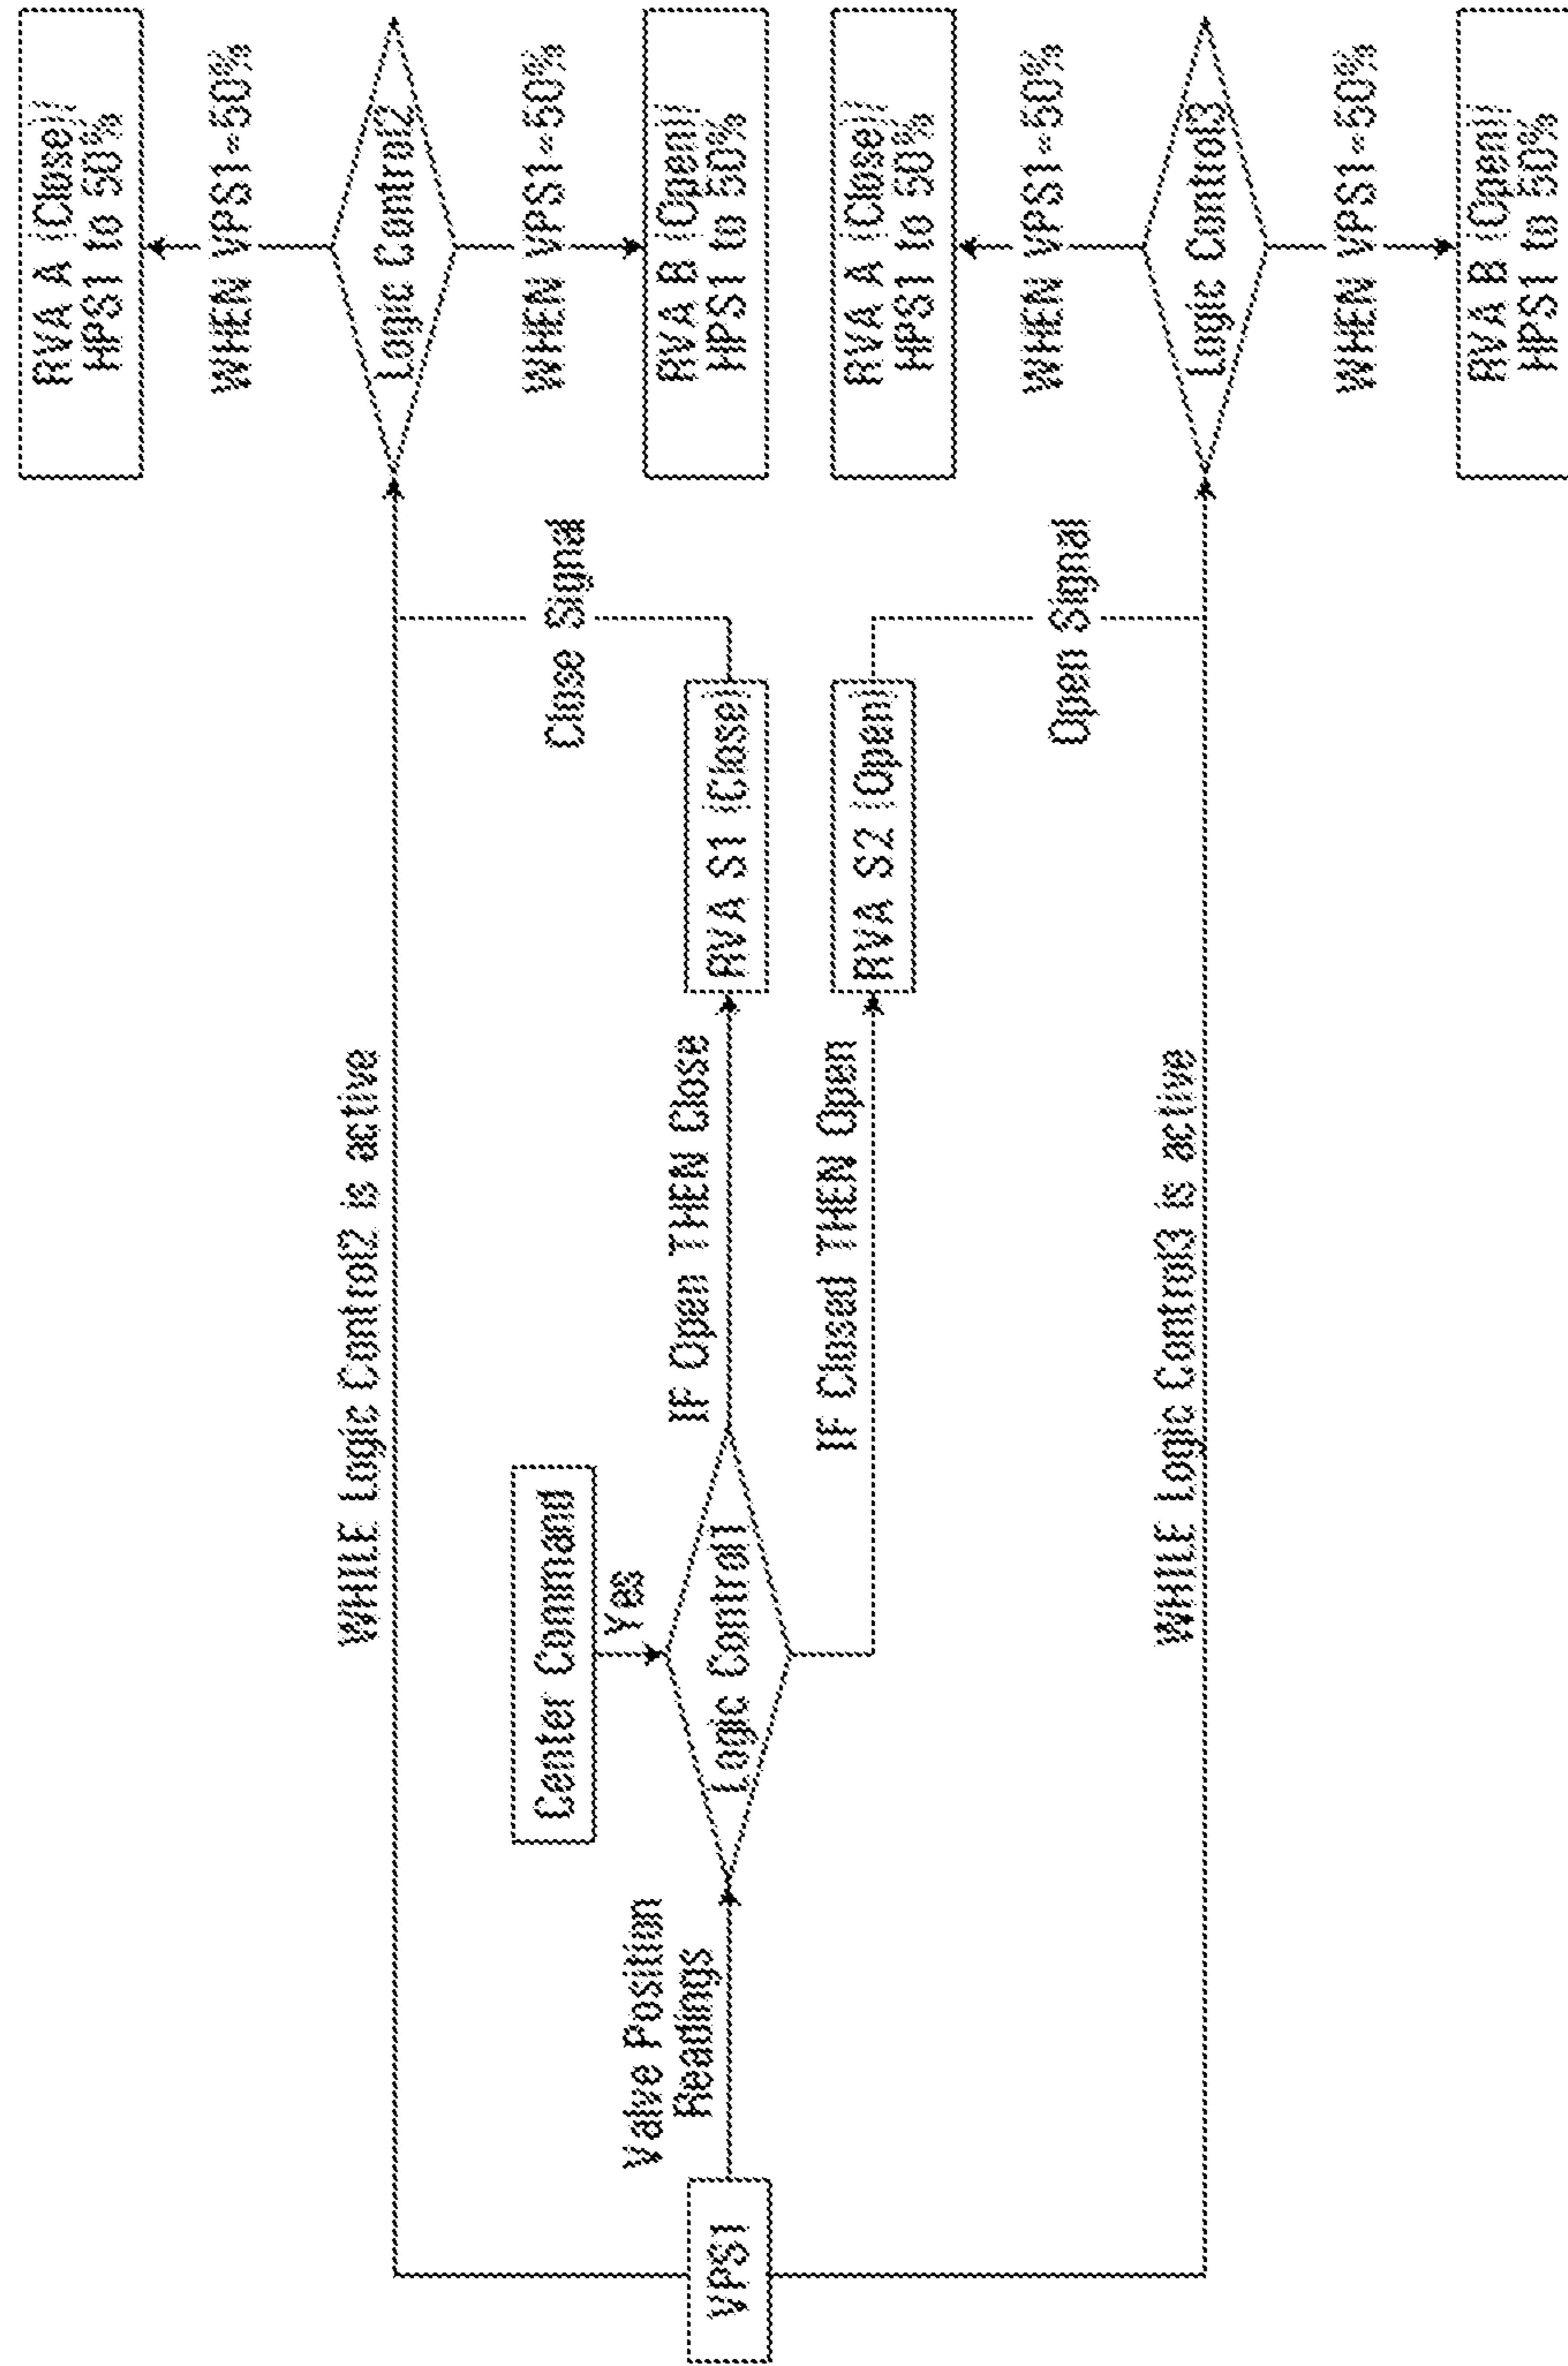 VPS1
Valve Position
Readings
Center Command
Yes
Logic Control1
IF Open THEN Close
IF Closed THEN Open
RVA S1 (Close)
RVA S2 (Open)
WHILE Logic Control2 is active
Close Signal
Logic Control2
WHEN VPS1~50%
RVA A (Close)/
HPS1 to 50%
WHEN VPS1~50%
RVA B (Open)/
HPS1 to 50%
WHILE Logic Control3 is active
Open Signal
Logic Control3
WHEN VPS1~50%
RVA A (Close)/
HPS1 to 50%
WHEN VPS1~50%
RVA B (Open)/
HPS1 to 50%